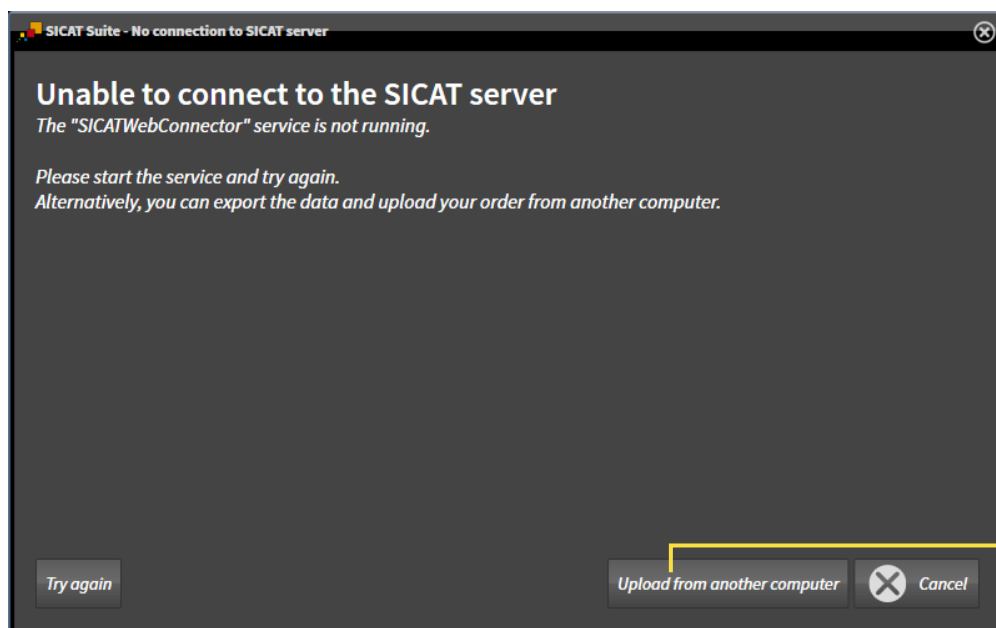 SICAT Suite - No connection to SICAT server
Unable to connect to the SICAT server
The "SICATWebConnector" service is not running.
Please start the service and try again.
Alternatively, you can export the data and upload your order from another computer.
Try again
Upload from another computer
Cancel